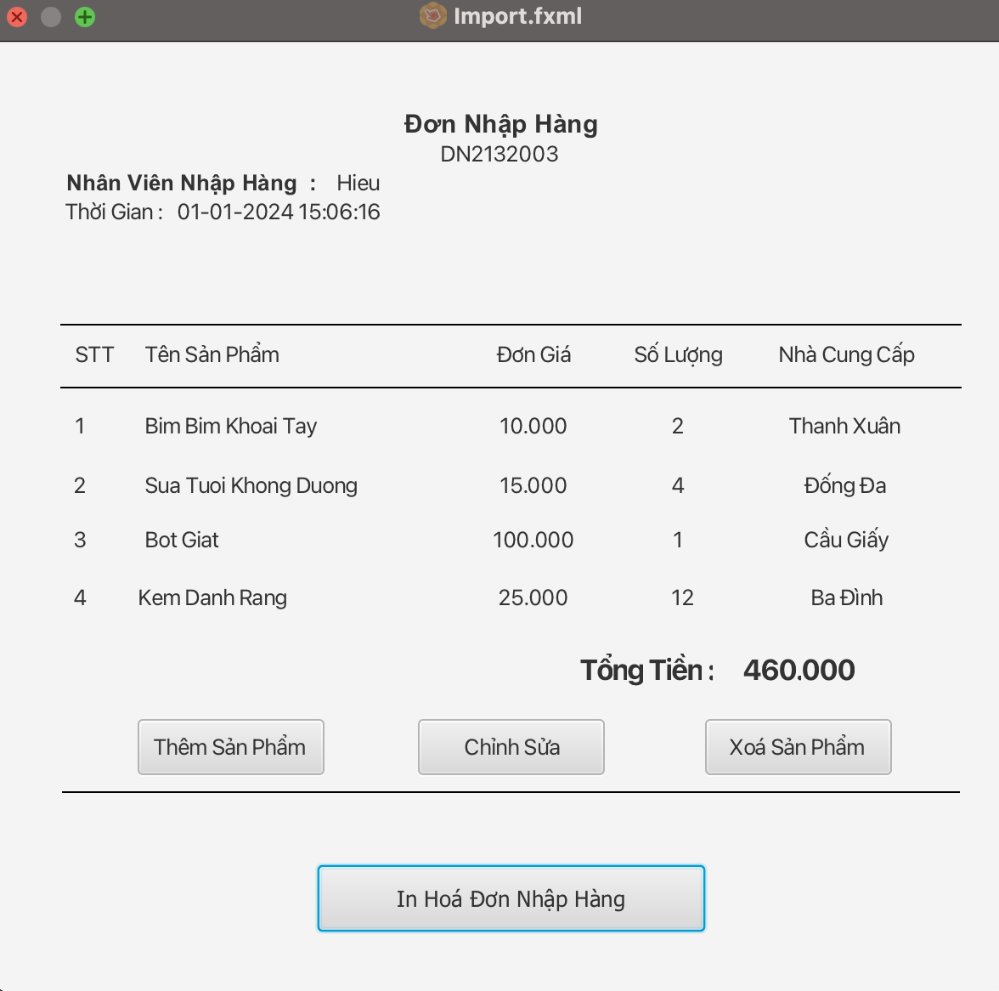 Import.fxml
Đơn Nhập Hàng
DN2132003
Nhân Viên Nhập Hàng : Hieu
Thời Gian : 01-01-2024 15:06:16
STT Tên Sản Phẩm Đơn Giá Số Lượng Nhà Cung Cấp
1 Bim Bim Khoai Tay 10.000 2 Thanh Xuân
2 Sua Tuoi Khong Duong 15.000 4 Đống Đa
3 Bot Giat 100.000 1 Cầu Giấy
4 Kem Danh Rang 25.000 12 Ba Đình
Tổng Tiền : 460.000
Thêm Sản Phẩm Chỉnh Sửa Xoá Sản Phẩm
In Hoá Đơn Nhập Hàng